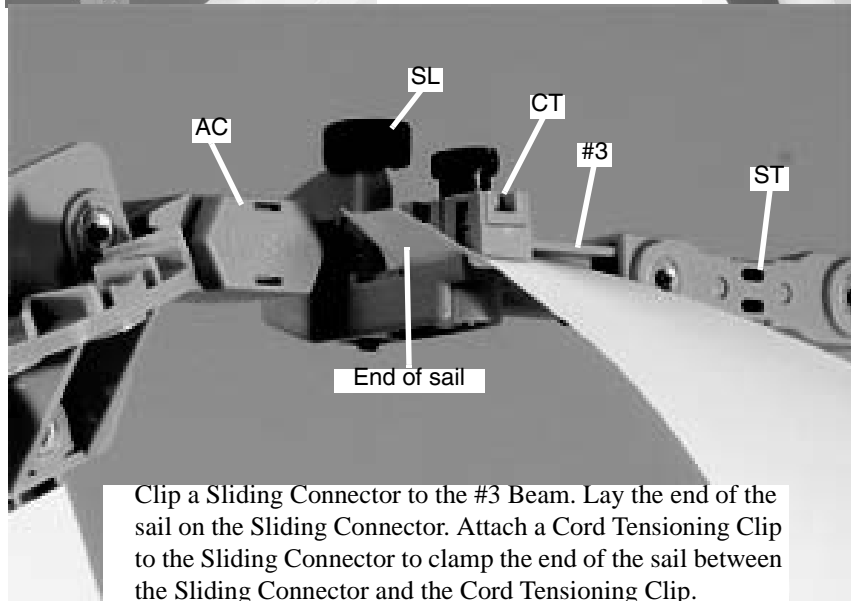 SL
CT
AC
#3
ST
End of sail
Clip a Sliding Connector to the #3 Beam. Lay the end of the
sail on the Sliding Connector. Attach a Cord Tensioning Clip
to the Sliding Connector to clamp the end of the sail between
the Sliding Connector and the Cord Tensioning Clip.